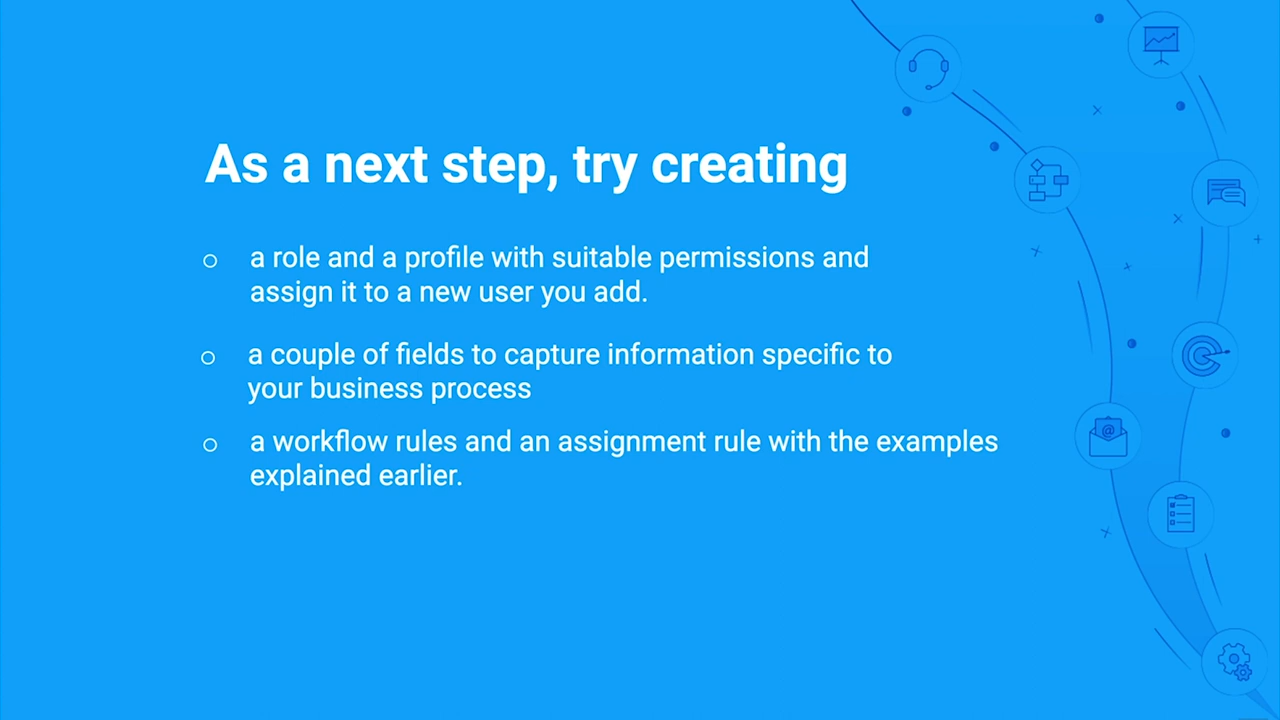 As a next step, try creating
a role and a profile with suitable permissions and
assign it to a new user you add.
a couple of fields to capture information specific to
your business process
a workflow rules and an assignment rule with the examples
explained earlier.